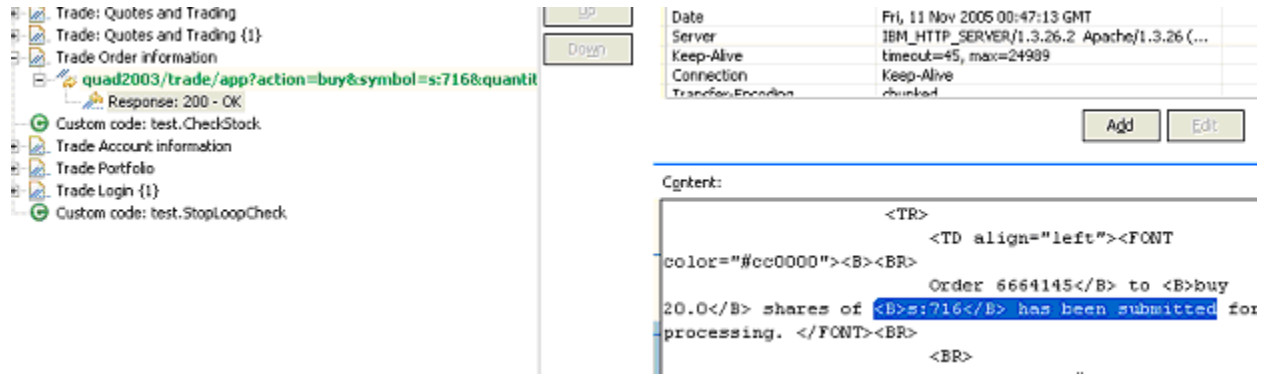 Trade: Quotes and Trading
Trade: Quotes and Trading {1}
Trade Order information
quad2003/trade/app?action=buy&symbol=s:716&quantit
Response: 200 - OK
Custom code: test.CheckStock
Trade Account information
Trade Portfolio
Trade Login {1}
Custom code: test.StopLoopCheck
Up
Down
Date Fri, 11 Nov 2005 00:47:13 GMT
Server IBM_HTTP_SERVER/1.3.26.2 Apache/1.3.26 (...
Keep-Alive timeout=45, max=24989
Connection Keep-Alive
Transfer-Encoding chunked
Add Edit
Content:
<TR>
<TD align="left"><FONT
color="#cc0000"><B><BR>
Order 6664145</B> to <B>buy
20.0</B> shares of <B>s:716</B> has been submitted for
processing. </FONT><BR>
<BR>